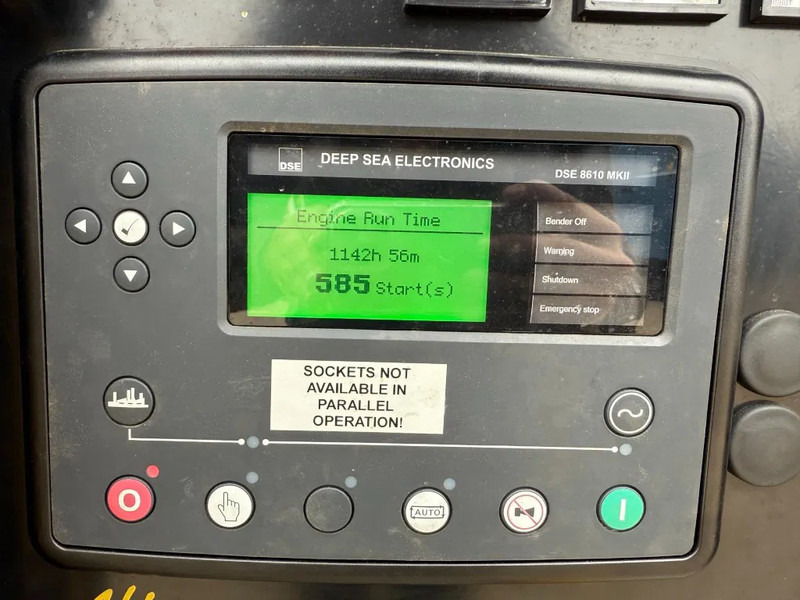 DSE
DEEP SEA ELECTRONICS
DSE 8610 MKII
Engine Run Time
1142h 56m
585 Start(s)
Bender Off
Warning
Shutdown
Emergency stop
SOCKETS NOT
AVAILABLE IN
PARALLEL
OPERATION!
AUTO